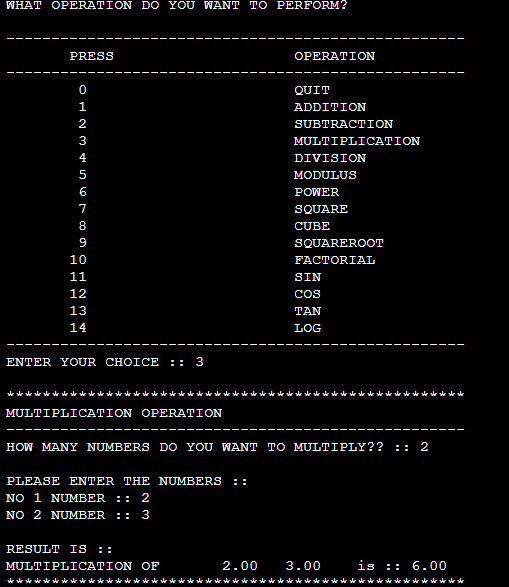 WHAT OPERATION DO YOU WANT TO PERFORM?
---------------------------------------------------
PRESS OPERATION
---------------------------------------------------
0 QUIT
1 ADDITION
2 SUBTRACTION
3 MULTIPLICATION
4 DIVISION
5 MODULUS
6 POWER
7 SQUARE
8 CUBE
9 SQUAREROOT
10 FACTORIAL
11 SIN
12 COS
13 TAN
14 LOG
---------------------------------------------------
ENTER YOUR CHOICE :: 3
***************************************************
MULTIPLICATION OPERATION
---------------------------------------------------
HOW MANY NUMBERS DO YOU WANT TO MULTIPLY?? :: 2
PLEASE ENTER THE NUMBERS ::
NO 1 NUMBER :: 2
NO 2 NUMBER :: 3
RESULT IS ::
MULTIPLICATION OF 2.00 3.00 is :: 6.00
***************************************************